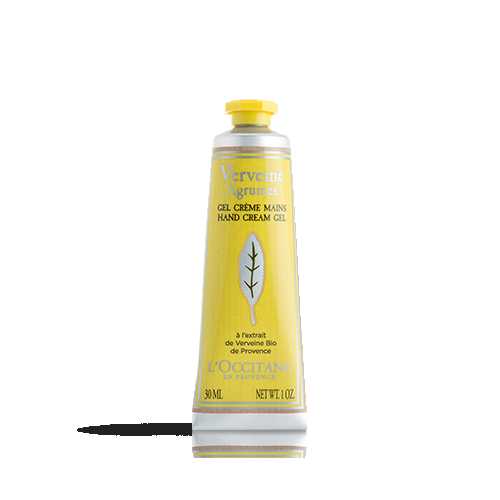 Verveine
Agrumes
GEL CRÈME MAINS
HAND CREAM GEL
à l'extrait
de Verveine Bio
de Provence
L'OCCITANE
EN PROVENCE
30 ML NET WT. 1 OZ.